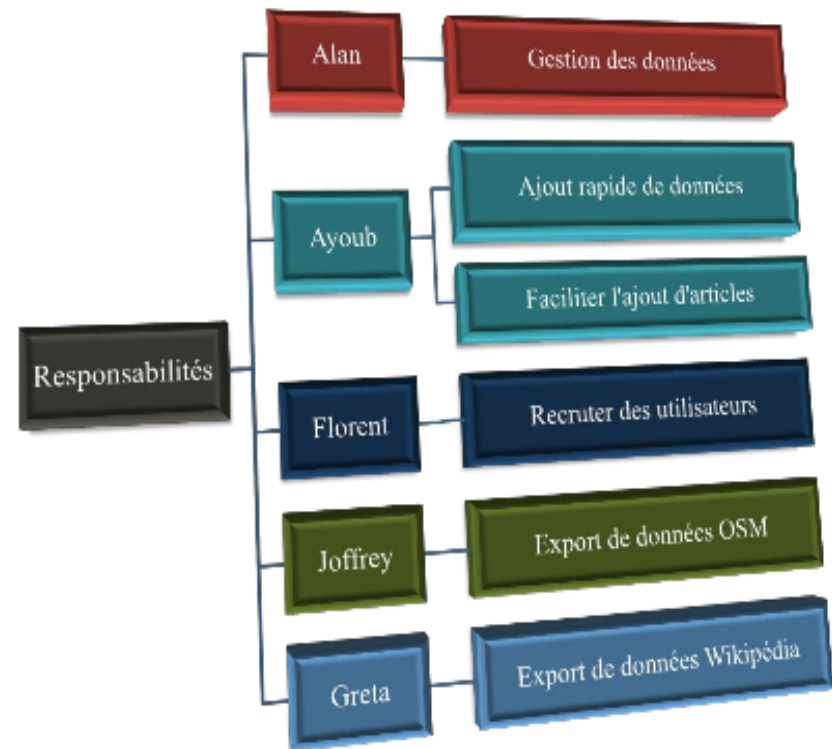 Responsabilités
Alan
Gestion des données
Ayoub
Ajout rapide de données
Faciliter l'ajout d'articles
Florent
Recruter des utilisateurs
Joffrey
Export de données OSM
Greta
Export de données Wikipédia